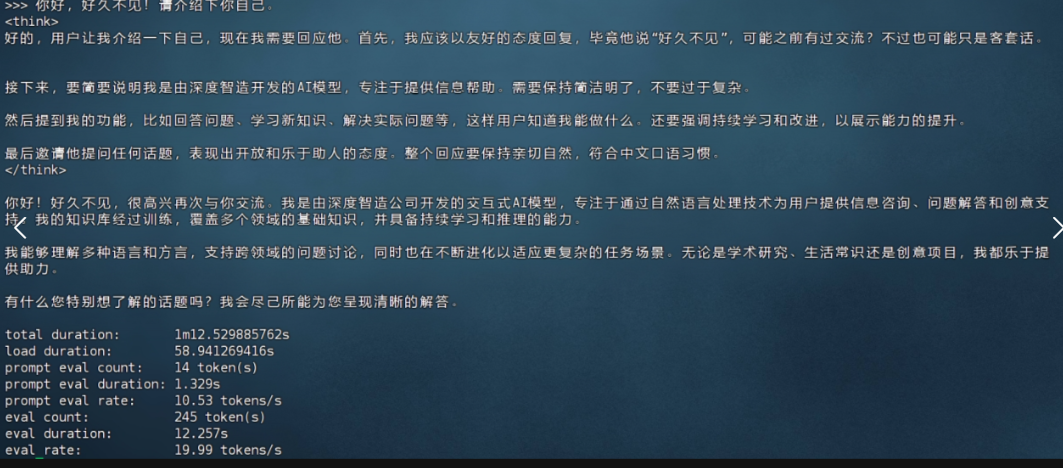 >>> 你好，好久不见！请介绍下你自己。
<think>
好的，用户让我介绍一下自己，现在我需要回应他。首先，我应该以友好的态度回复，毕竟他说“好久不见”，可能之前有过交流？不过也可能只是客套话。
接下来，要简要说明我是由深度智造开发的AI模型，专注于提供信息帮助。需要保持简洁明了，不要过于复杂。
然后提到我的功能，比如回答问题、学习新知识、解决实际问题等，这样用户知道我能做什么。还要强调持续学习和改进，以展示能力的提升。
最后邀请他提问任何话题，表现出开放和乐于助人的态度。整个回应要保持亲切自然，符合中文口语习惯。
</think>
你好！好久不见，很高兴再次与你交流。我是由深度智造公司开发的交互式AI模型，专注于通过自然语言处理技术为用户提供信息咨询、问题解答和创意支
持。我的知识库经过训练，覆盖多个领域的基础知识，并具备持续学习和推理的能力。
我能够理解多种语言和方言，支持跨领域的问题讨论，同时也在不断进化以适应更复杂的任务场景。无论是学术研究、生活常识还是创意项目，我都乐于提
供助力。
有什么您特别想了解的话题吗？我会尽己所能为您呈现清晰的解答。
total duration: 1m12.529885762s
load duration: 58.941269416s
prompt eval count: 14 token(s)
prompt eval duration: 1.329s
prompt eval rate: 10.53 tokens/s
eval count: 245 token(s)
eval duration: 12.257s
eval rate: 19.99 tokens/s